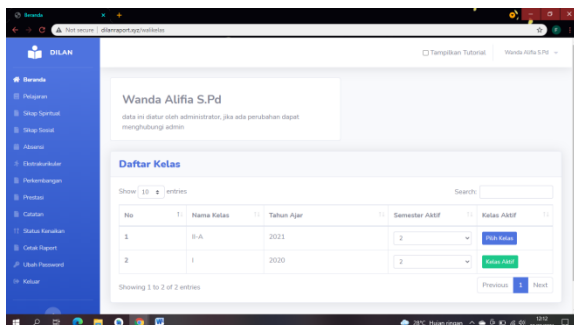 Beranda
Not secure dilanraport.xyz/walikelas
DILAN
Tampilkan Tutorial
Wanda Alifia S.Pd
Beranda
Pelajaran
Sikap Spiritual
Sikap Sosial
Absensi
Ekstrakurikuler
Perkembangan
Prestasi
Catatan
Status Kenaikan
Cetak Raport
Ubah Password
Keluar
Wanda Alifia S.Pd
data ini diatur oleh administrator, jika ada perubahan dapat
menghubungi admin
Daftar Kelas
Show 10 entries
Search:
No Nama Kelas Tahun Ajar Semester Aktif Kelas Aktif
1 II-A 2021 2 Pilih Kelas
2 I 2020 2 Kelas Aktif
Showing 1 to 2 of 2 entries
Previous 1 Next
28°C Hujan ringan
12:12